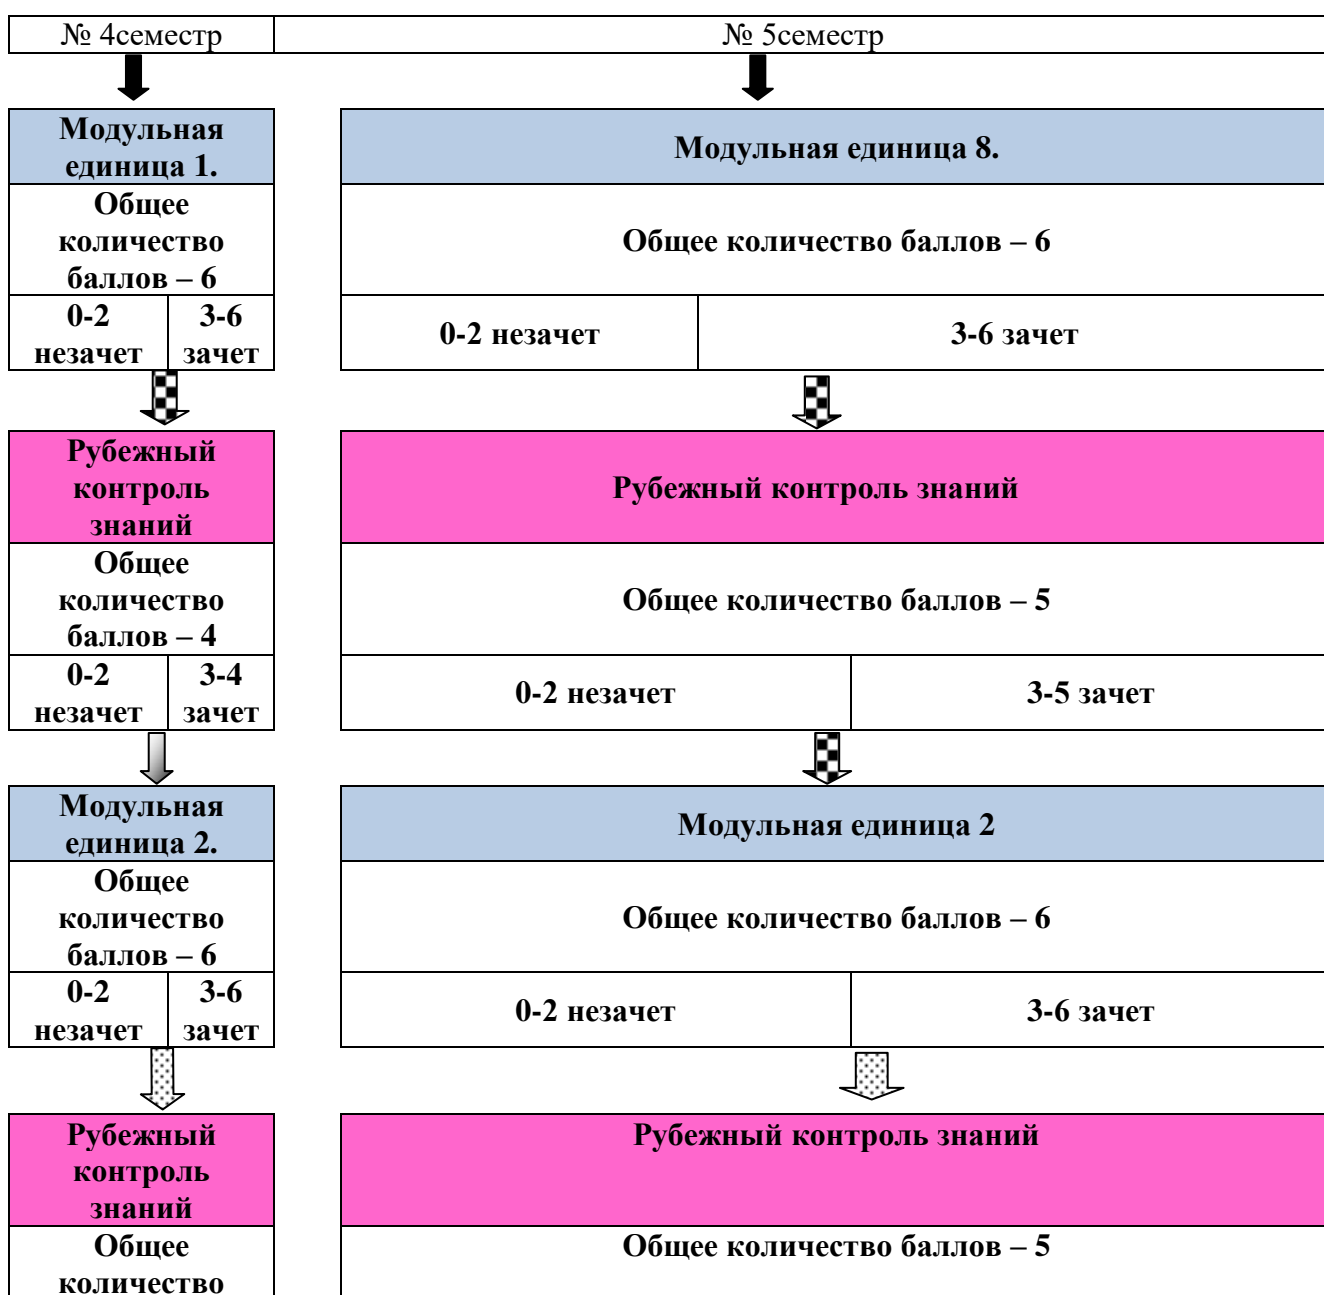 № 4семестр
№ 5семестр
Модульная
единица 1.
Модульная единица 8.
Общее
количество
баллов – 6
Общее количество баллов – 6
0-2
незачет
3-6
зачет
0-2 незачет
3-6 зачет
Рубежный
контроль
знаний
Рубежный контроль знаний
Общее
количество
баллов – 4
Общее количество баллов – 5
0-2
незачет
3-4
зачет
0-2 незачет
3-5 зачет
Модульная
единица 2.
Модульная единица 2
Общее
количество
баллов – 6
Общее количество баллов – 6
0-2
незачет
3-6
зачет
0-2 незачет
3-6 зачет
Рубежный
контроль
знаний
Рубежный контроль знаний
Общее
количество
Общее количество баллов – 5